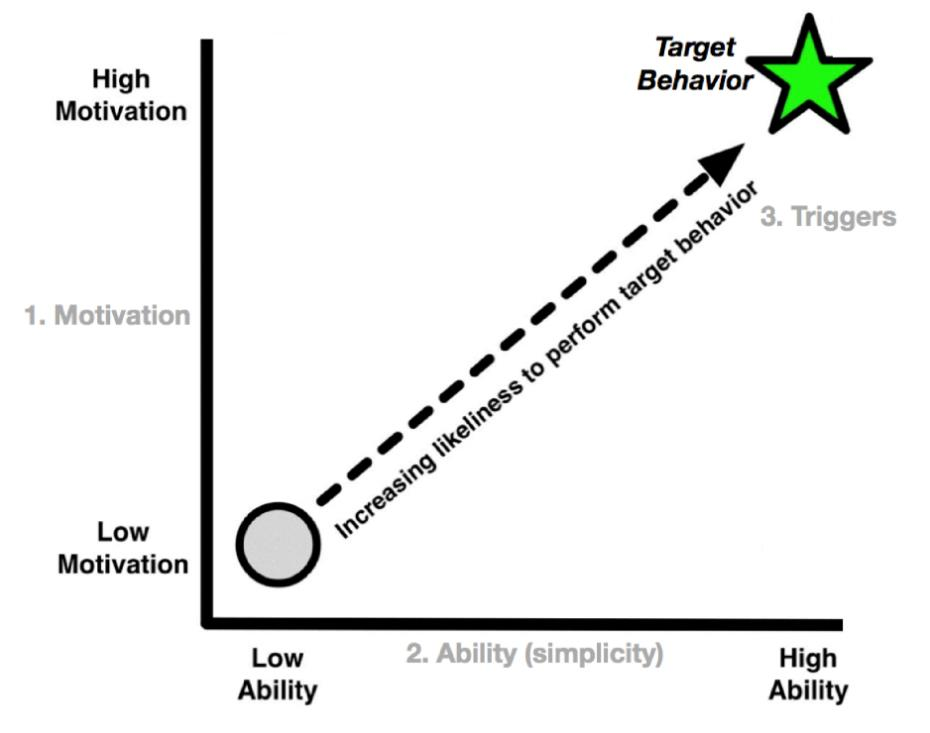 Target
Behavior
High
Motivation
3. Triggers
1. Motivation
Increasing likeliness to perform target behavior
Low
Motivation
2. Ability (simplicity)
Low
Ability
High
Ability